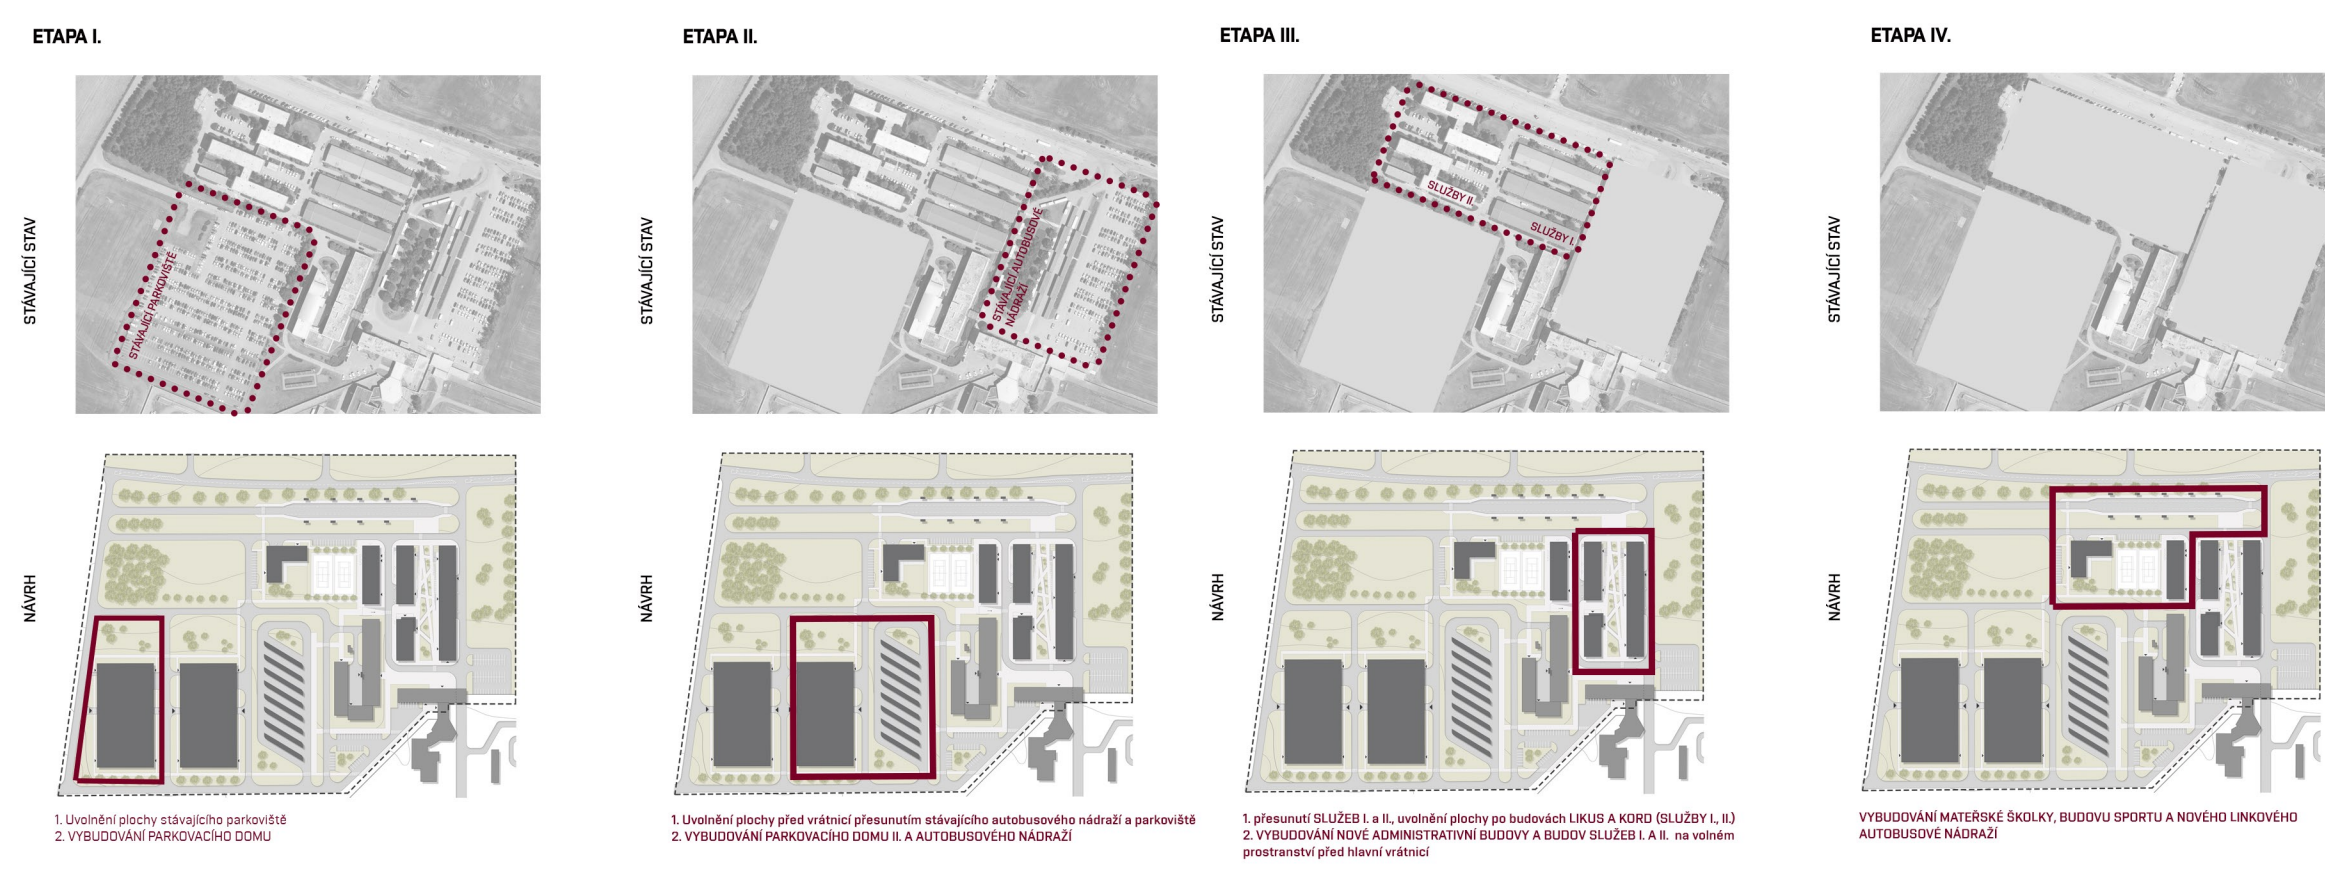 ETAPA I.
STÁVAJÍCÍ STAV
STÁVAJÍCÍ PARKOVIŠTĚ
NÁVRH
1. Uvolnění plochy stávajícího parkoviště
2. VYBUDOVÁNÍ PARKOVACÍHO DOMU
ETAPA II.
STÁVAJÍCÍ STAV
STÁVAJÍCÍ AUTOBUSOVÉ
NÁDRAŽÍ
NÁVRH
1. Uvolnění plochy před vrátnicí přesunutím stávajícího autobusového nádraží a parkoviště
2. VYBUDOVÁNÍ PARKOVACÍHO DOMU II. A AUTOBUSOVÉHO NÁDRAŽÍ
ETAPA III.
STÁVAJÍCÍ STAV
SLUŽBY II.
SLUŽBY I.
NÁVRH
1. přesunutí SLUŽEB I. a II., uvolnění plochy po budovách LIKUS A KORD (SLUŽBY I., II.)
2. VYBUDOVÁNÍ NOVÉ ADMINISTRATIVNÍ BUDOVY A BUDOV SLUŽEB I. A II. na volném
prostranství před hlavní vrátnicí
ETAPA IV.
STÁVAJÍCÍ STAV
NÁVRH
VYBUDOVÁNÍ MATEŘSKÉ ŠKOLKY, BUDOVU SPORTU A NOVÉHO LINKOVÉHO
AUTOBUSOVÉ NÁDRAŽÍ